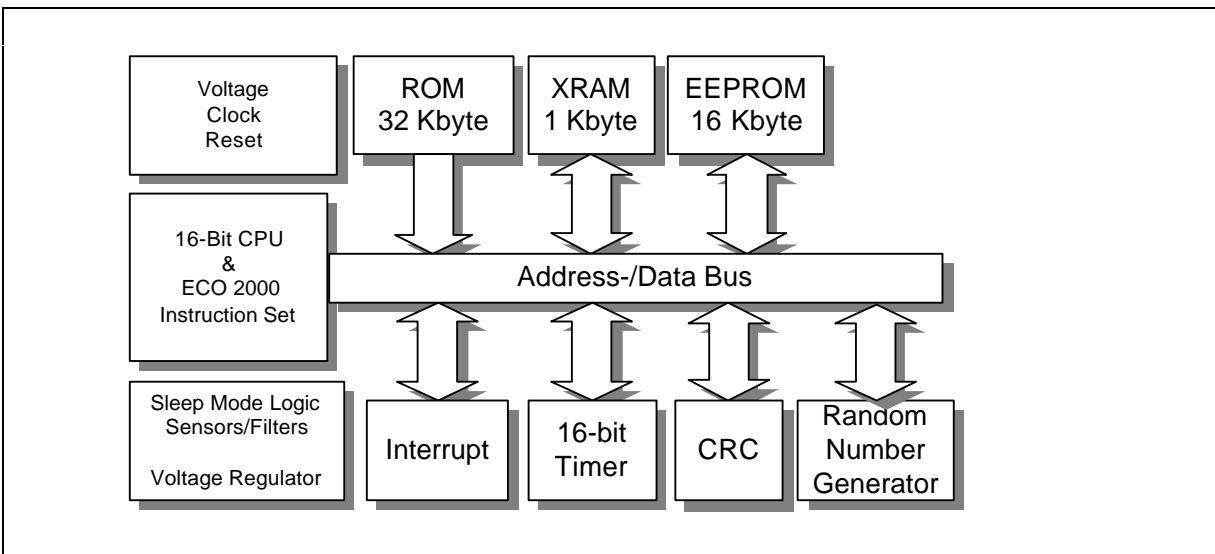 Voltage
Clock
Reset
ROM
32 Kbyte
XRAM
1 Kbyte
EEPROM
16 Kbyte
16-Bit CPU
&
ECO 2000
Instruction Set
Address-/Data Bus
Sleep Mode Logic
Sensors/Filters
Voltage Regulator
Interrupt
16-bit
Timer
CRC
Random
Number
Generator